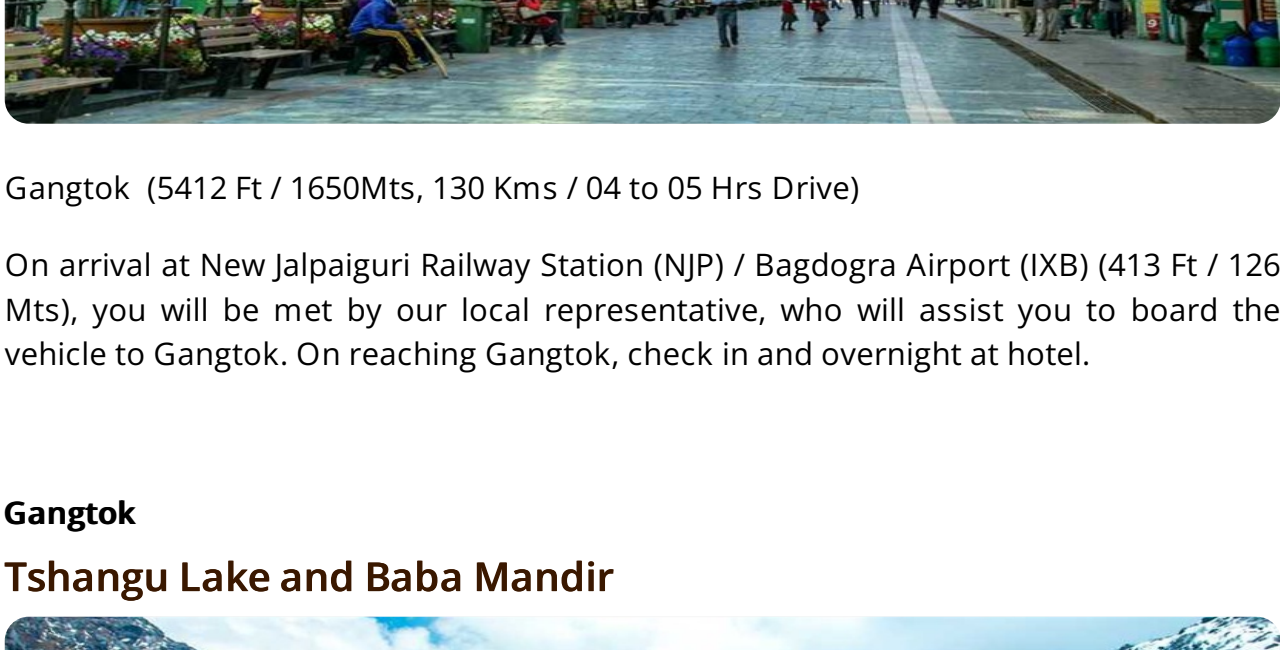 Gangtok  (5412 Ft / 1650Mts, 130 Kms / 04 to 05 Hrs Drive)
On arrival at New Jalpaiguri Railway Station (NJP) / Bagdogra Airport (IXB) (413 Ft / 126
Mts), you will be met by our local representative, who will assist you to board the
vehicle to Gangtok. On reaching Gangtok, check in and overnight at hotel.
Gangtok
Tshangu Lake and Baba Mandir